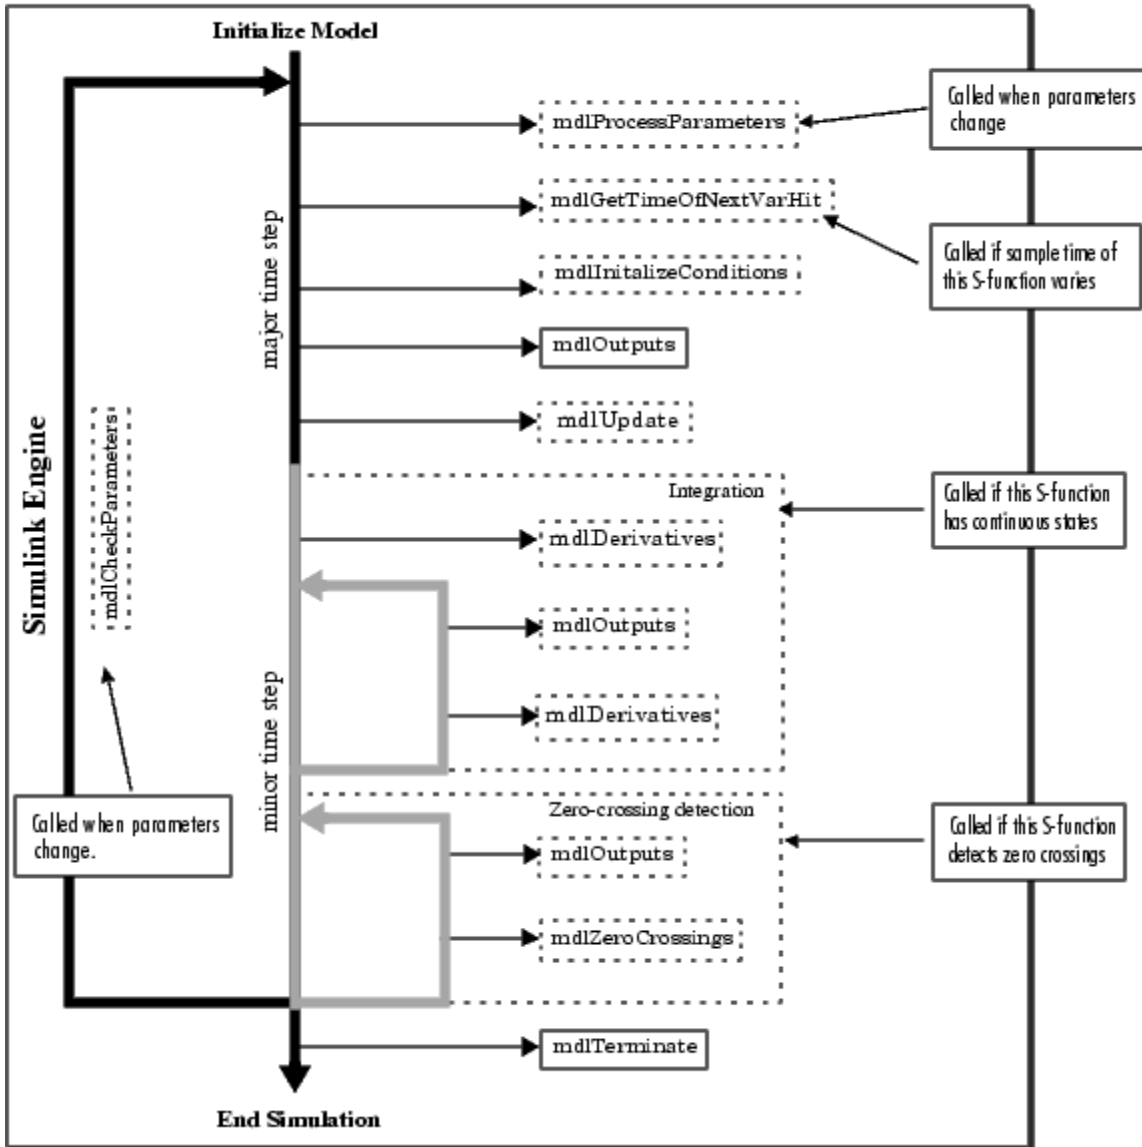 Initialize Model
mdlProcessParameters
Called when parameters
change
mdlGetTimeOfNextVarHit
Called if sample time of
this S-function varies
mdlInitalizeConditions
major time step
mdlOutputs
mdlUpdate
Simulink Engine
mdlCheckParameters
Integration
Called if this S-function
has continuous states
mdlDerivatives
mdlOutputs
mdlDerivatives
minor time step
Called when parameters
change.
Zero-crossing detection
Called if this S-function
detects zero crossings
mdlOutputs
mdlZeroCrossings
mdlTerminate
End Simulation